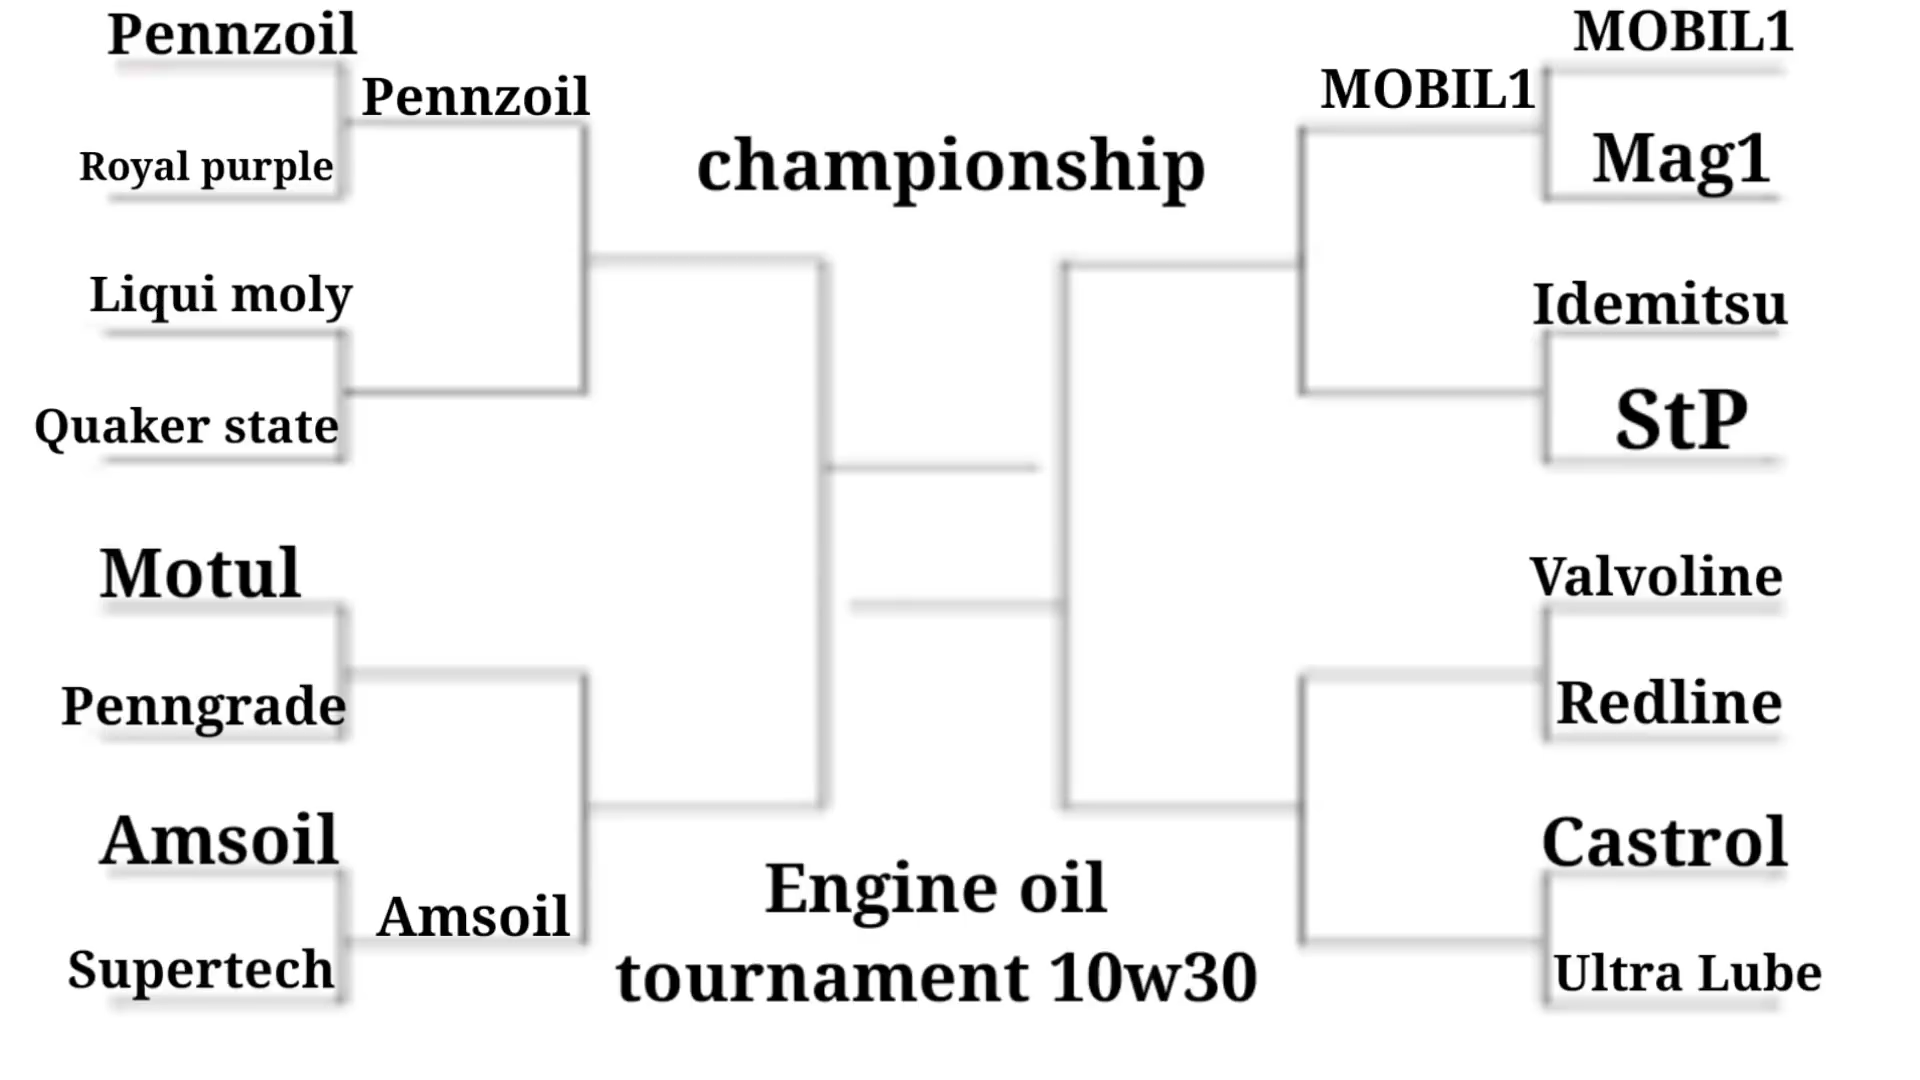 Pennzoil
Pennzoil
Royal purple
Liqui moly
Quaker state
Motul
Penngrade
Amsoil
Amsoil
Supertech
championship
Engine oil
tournament 10w30
MOBIL1
MOBIL1
Mag1
Idemitsu
StP
Valvoline
Redline
Castrol
Ultra Lube